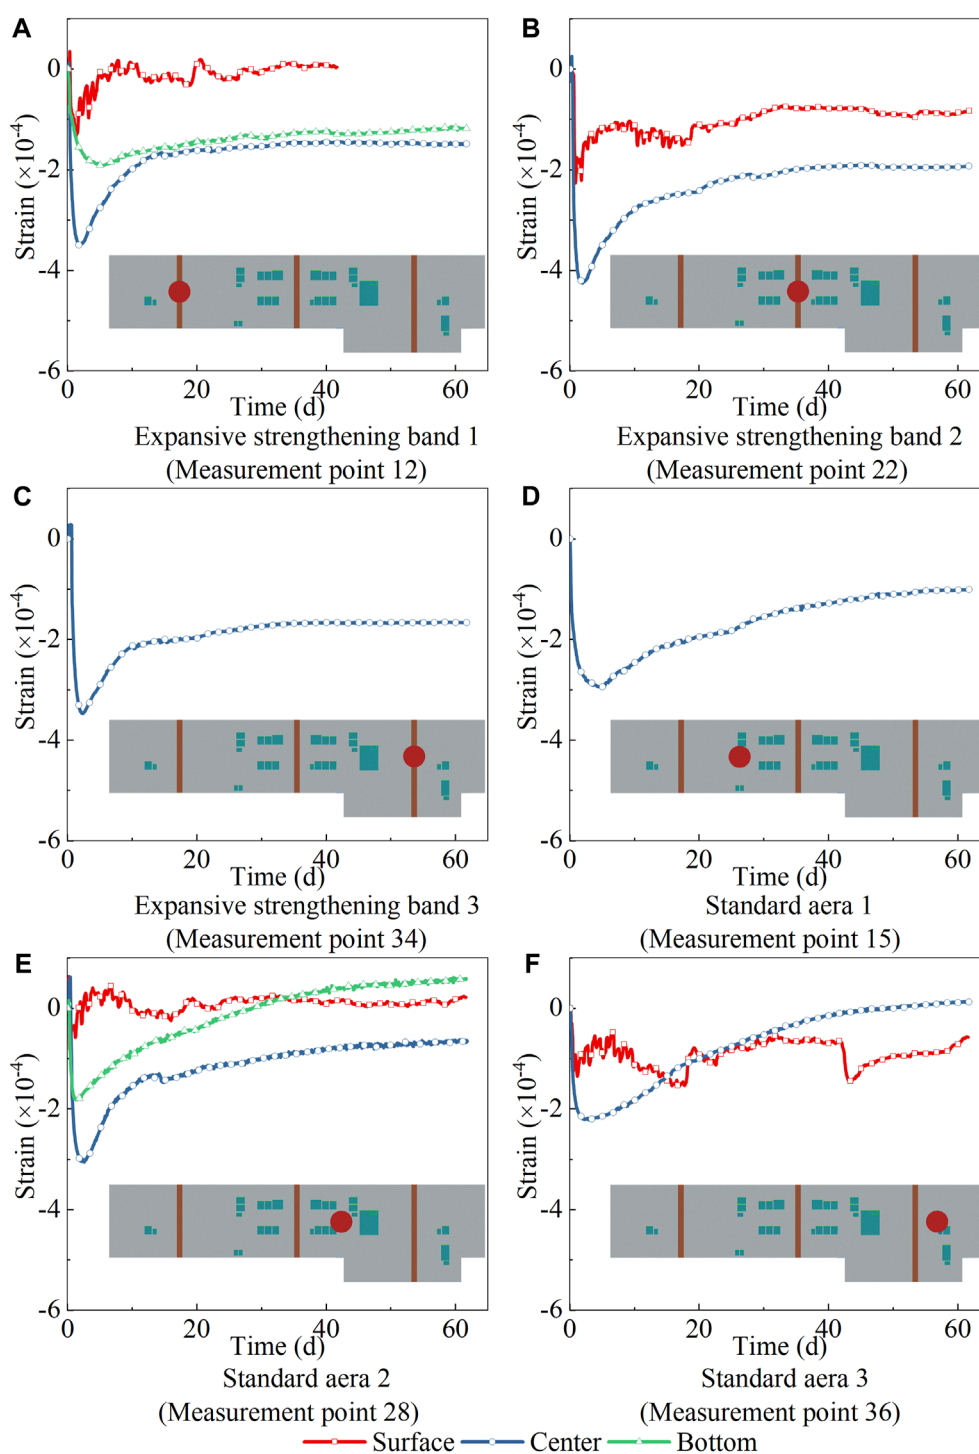 A
B
0
-2
-4
-6
Strain (×10-4)
0
20
40
60
Time (d)
Expansive strengthening band 1
(Measurement point 12)
0
-2
-4
-6
Strain (×10-4)
0
20
40
60
Time (d)
Expansive strengthening band 2
(Measurement point 22)
C
D
0
-2
-4
-6
Strain (×10-4)
0
20
40
60
Time (d)
Expansive strengthening band 3
(Measurement point 34)
0
-2
-4
-6
Strain (×10-4)
0
20
40
60
Time (d)
Standard aera 1
(Measurement point 15)
E
F
0
-2
-4
-6
Strain (×10-4)
0
20
40
60
Time (d)
Standard aera 2
(Measurement point 28)
0
-2
-4
-6
Strain (×10-4)
0
20
40
60
Time (d)
Standard aera 3
(Measurement point 36)
Surface Center Bottom